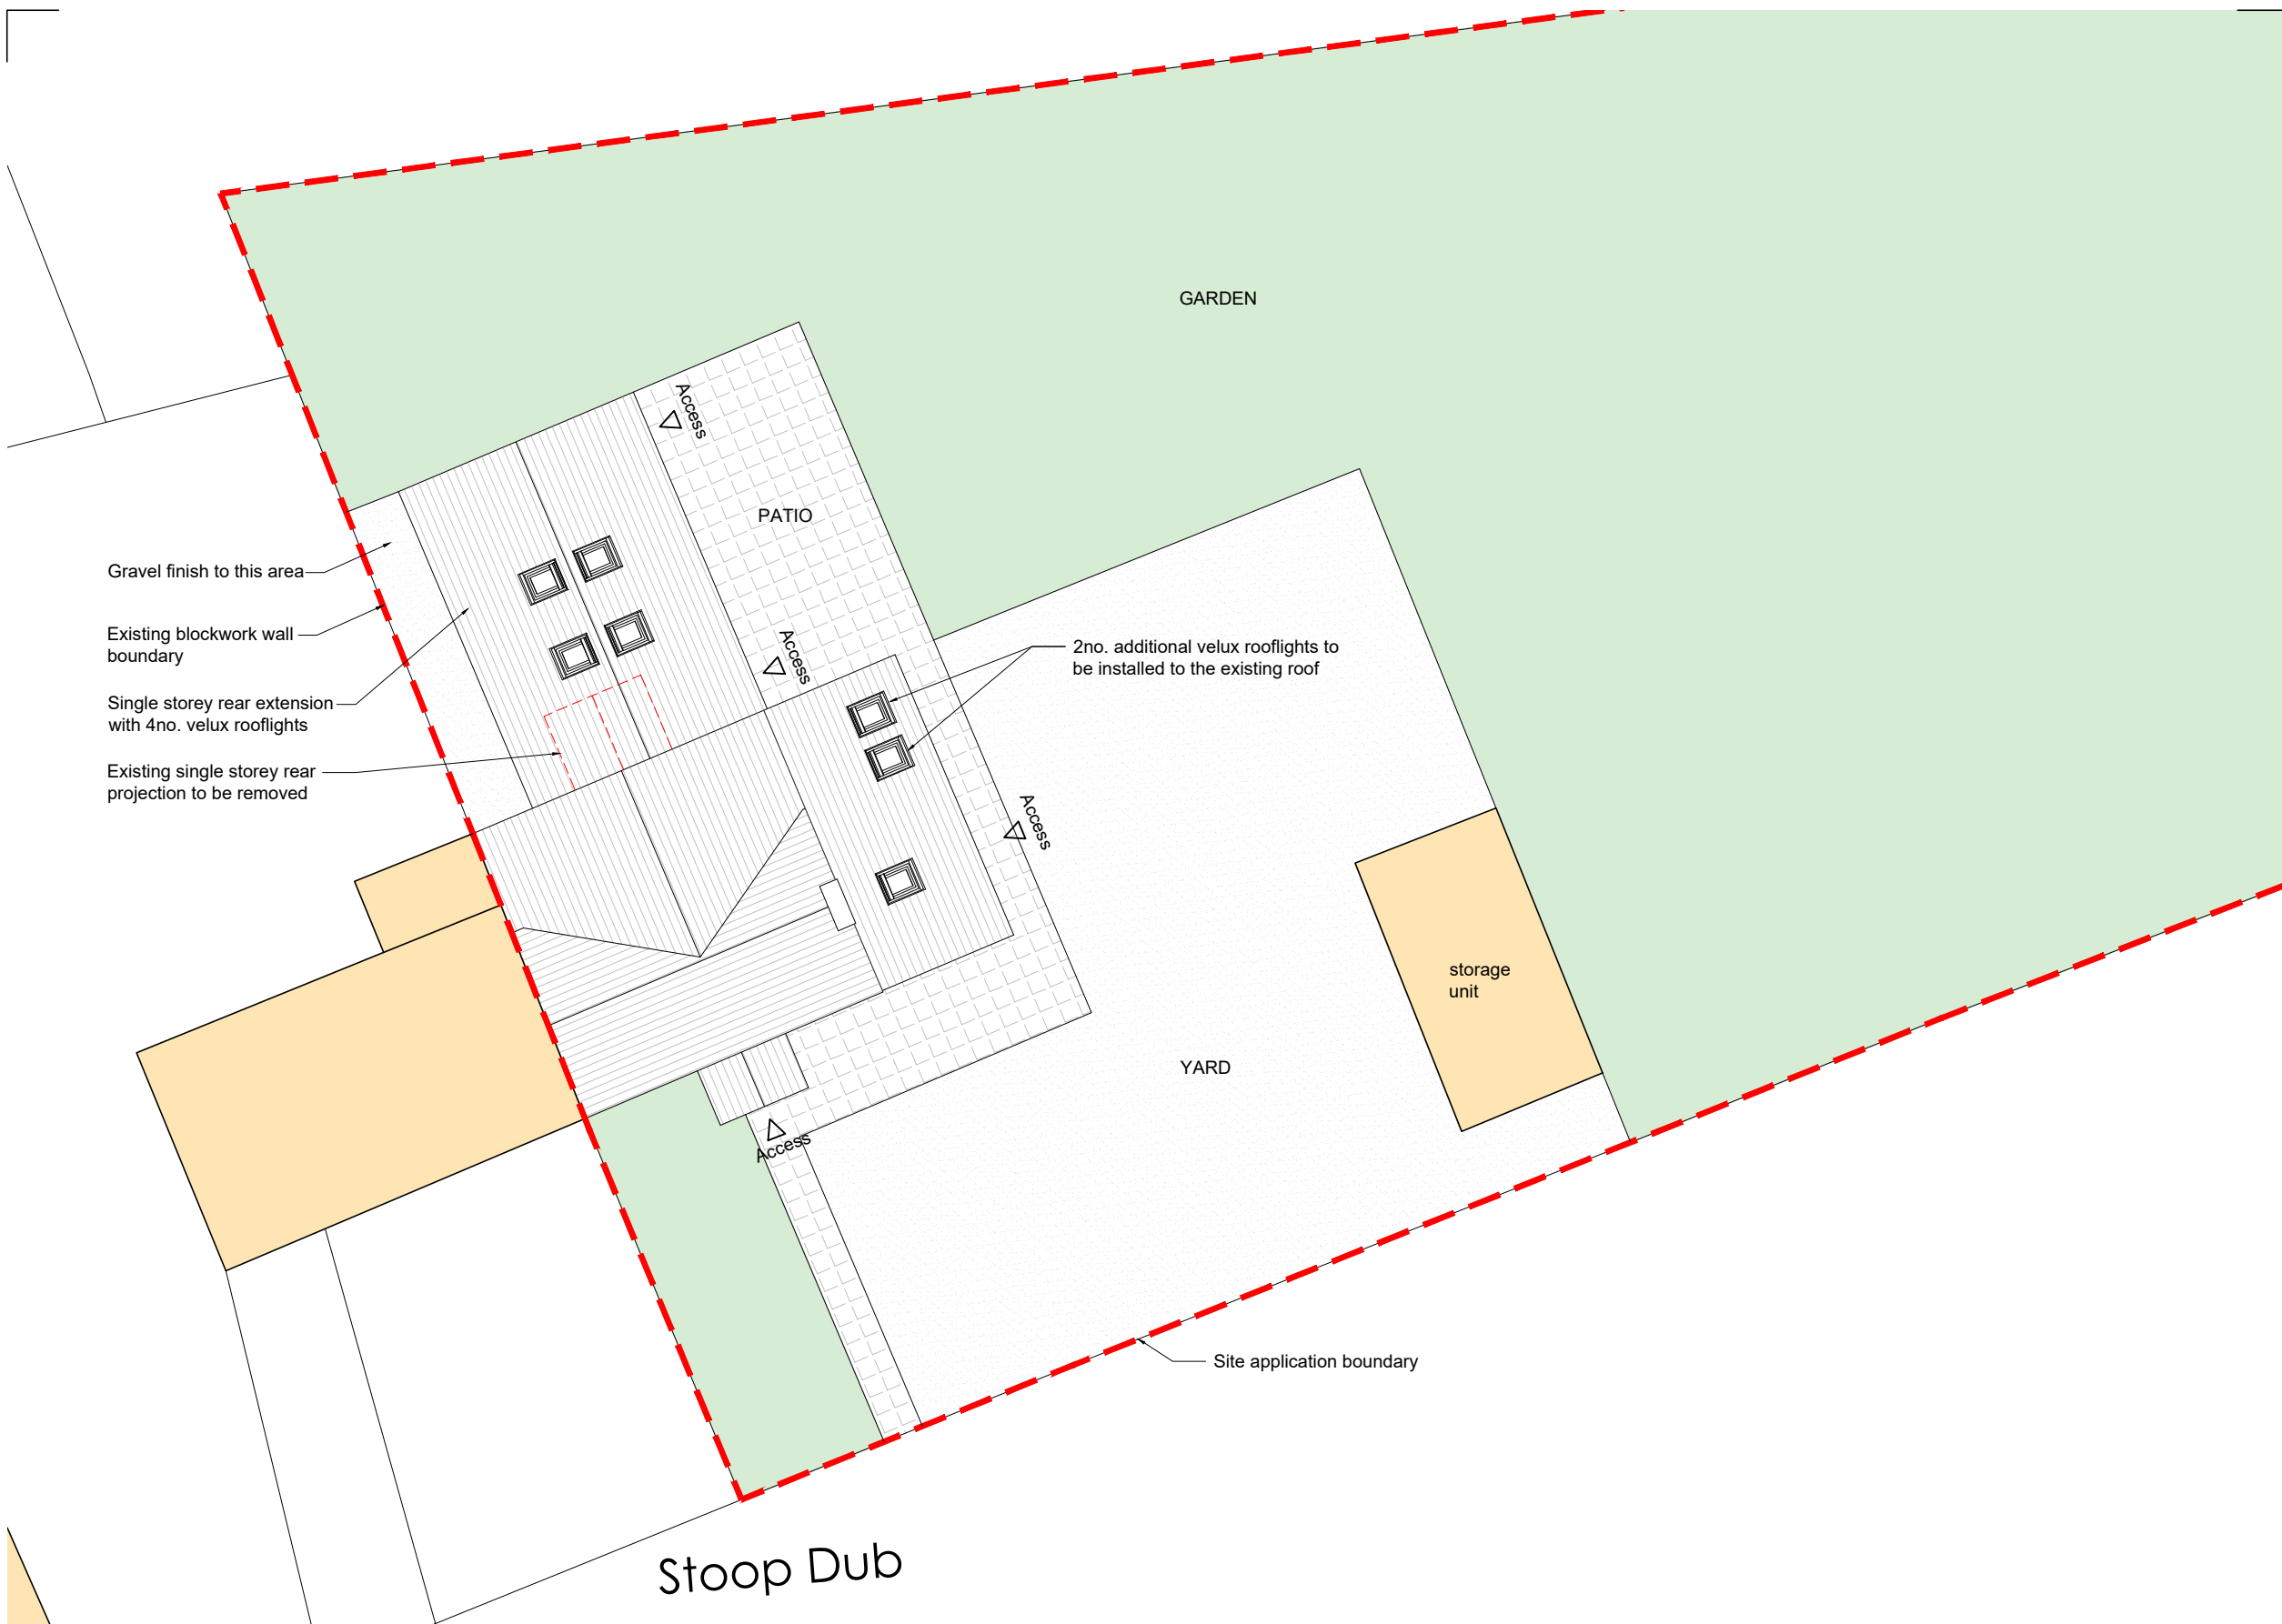 GARDEN
Access
PATIO
Gravel finish to this area
Existing blockwork wall
boundary
Access
2no. additional velux rooflights to
be installed to the existing roof
Single storey rear extension
with 4no. velux rooflights
Existing single storey rear
projection to be removed
Access
storage
unit
YARD
Access
Site application boundary
Stoop Dub